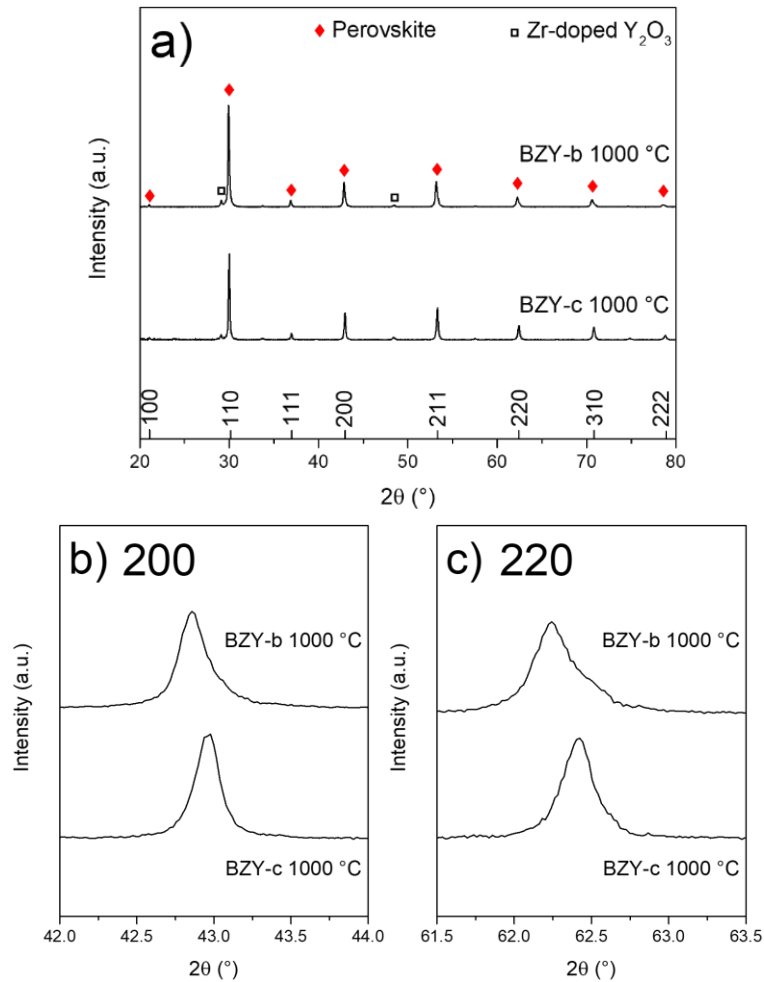 a)
Perovskite
Zr-doped Y₂O₃
BZY-b 1000 °C
BZY-c 1000 °C
Intensity (a.u.)
100 110 111 200 211 220 310 222
20 30 40 50 60 70 80
2θ (°)
b) 200
BZY-b 1000 °C
BZY-c 1000 °C
Intensity (a.u.)
42.0 42.5 43.0 43.5 44.0
2θ (°)
c) 220
BZY-b 1000 °C
BZY-c 1000 °C
Intensity (a.u.)
61.5 62.0 62.5 63.0 63.5
2θ (°)